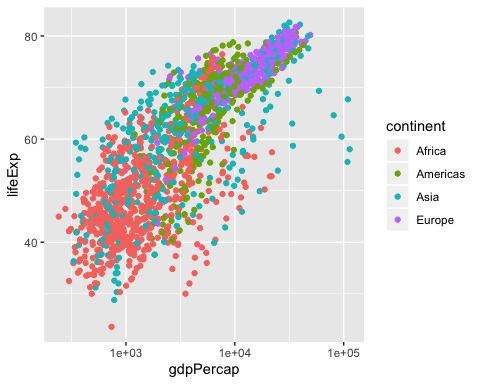 80
60
40
lifeExp
1e+03
1e+04
1e+05
gdpPercap
continent
Africa
Americas
Asia
Europe